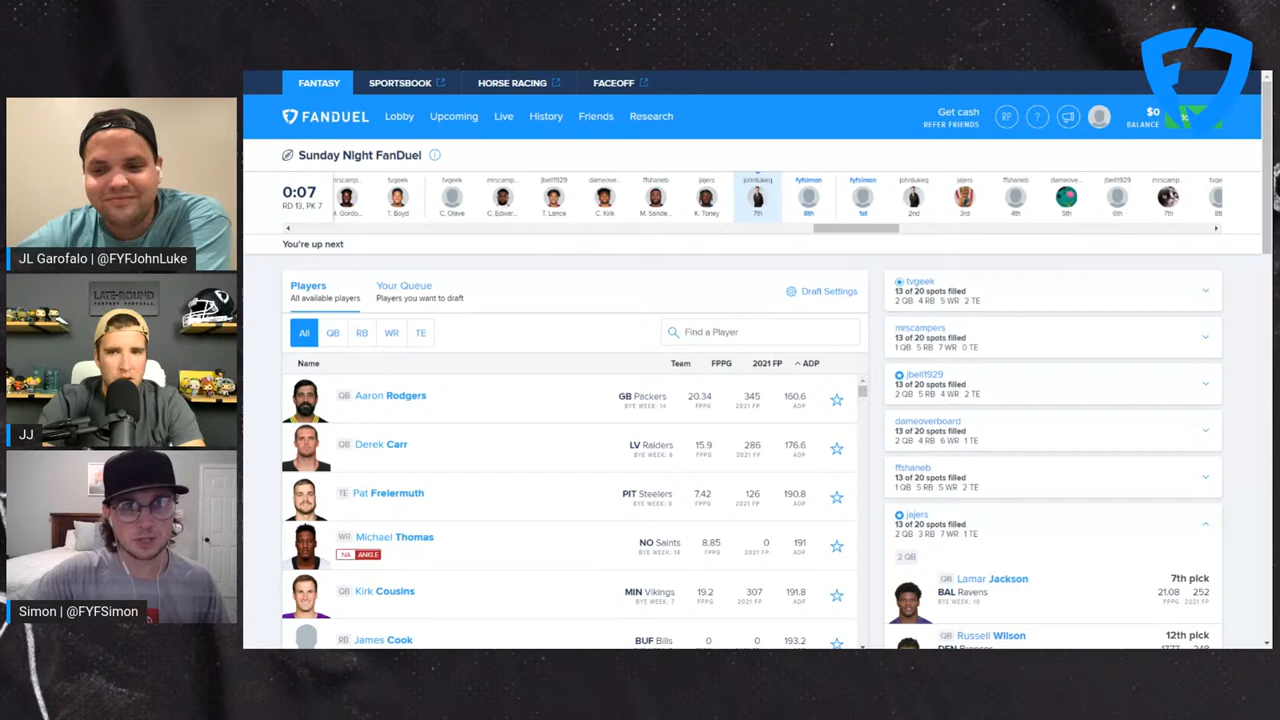 FANTASY
SPORTSBOOK
HORSE RACING
FACEOFF
FANDUEL
Lobby
Upcoming
Live
History
Friends
Research
Get cash
REFER FRIENDS
RP
?
$0
BALANCE
Sunday Night FanDuel
0:07
RD 13, PK 7
mrscamp...
M. Gordo...
tvgeek
T. Boyd
tvgeek
C. Olave
mrscamp...
C. Edwar...
jbell1929
T. Lance
dameove...
C. Kirk
ffshaneb
M. Sande...
jajers
K. Toney
johnlukeg
7th
fyfsimon
8th
fyfsimon
1st
johnlukeg
2nd
jajers
3rd
ffshaneb
4th
dameove...
5th
jbell1929
6th
mrscamp...
7th
tvge
8th
You're up next
Players
All available players
Your Queue
Players you want to draft
Draft Settings
All
QB
RB
WR
TE
Find a Player
Name
Team
FPPG
2021 FP
ADP
QB Aaron Rodgers
GB Packers
BYE WEEK: 14
20.34
FPPG
345
2021 FP
160.6
ADP
QB Derek Carr
LV Raiders
BYE WEEK: 6
15.9
FPPG
286
2021 FP
176.6
ADP
TE Pat Freiermuth
PIT Steelers
BYE WEEK: 9
7.42
FPPG
126
2021 FP
190.8
ADP
WR Michael Thomas
NA ANKLE
NO Saints
BYE WEEK: 14
8.85
FPPG
0
2021 FP
191
ADP
QB Kirk Cousins
MIN Vikings
BYE WEEK: 7
19.2
FPPG
307
2021 FP
191.8
ADP
RB James Cook
BUF Bills
0
0
193.2
tvgeek
13 of 20 spots filled
2 QB 4 RB 5 WR 2 TE
mrscampers
13 of 20 spots filled
1 QB 5 RB 7 WR 0 TE
jbell1929
13 of 20 spots filled
2 QB 5 RB 4 WR 2 TE
dameoverboard
13 of 20 spots filled
2 QB 4 RB 6 WR 1 TE
ffshaneb
13 of 20 spots filled
1 QB 5 RB 5 WR 2 TE
jajers
13 of 20 spots filled
2 QB 3 RB 7 WR 1 TE
2 QB
QB Lamar Jackson
BAL Ravens
BYE WEEK: 10
7th pick
21.08
FPPG
252
2021 FP
QB Russell Wilson
12th pick
JL Garofalo | @FYFJohnLuke
LATE-ROUND
FANTASY FOOTBALL
JJ
Simon | @FYFSimon